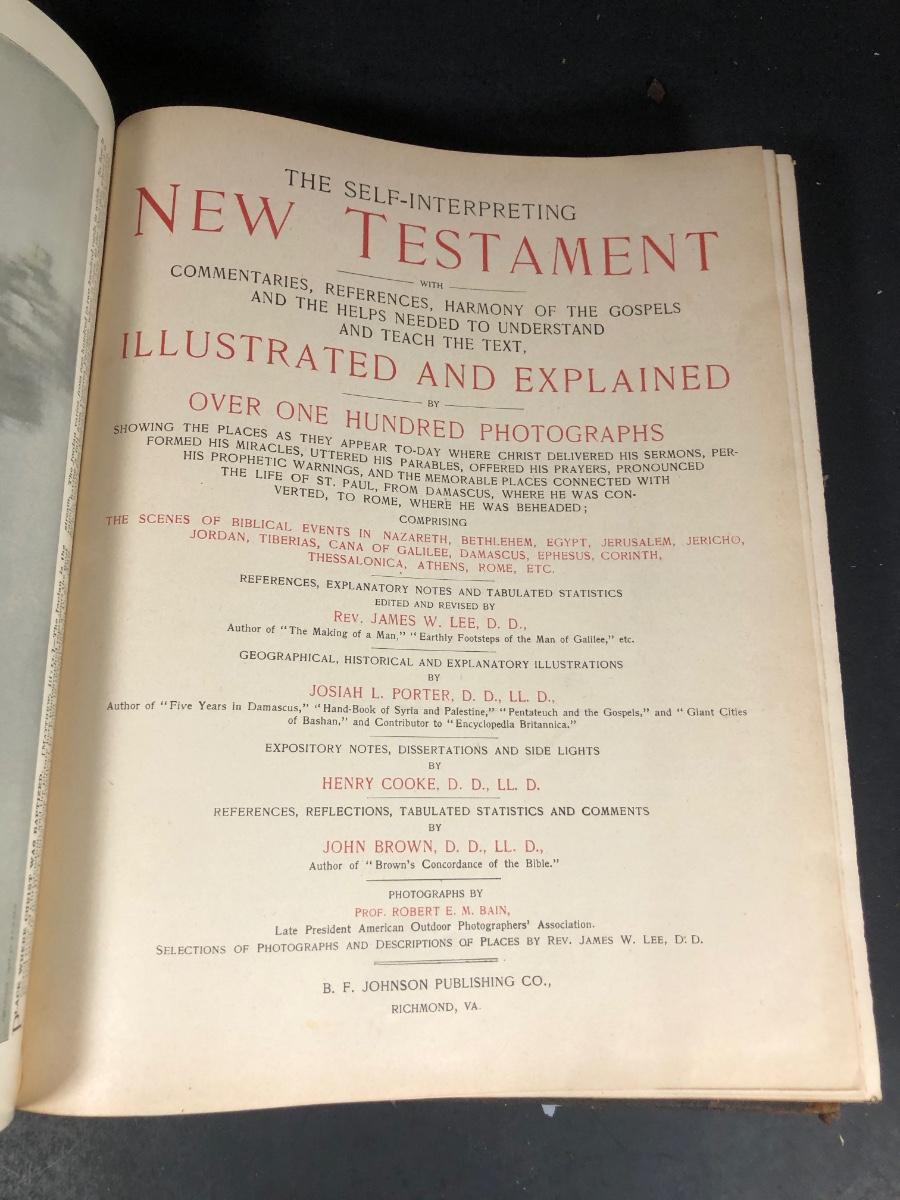 THE SELF-INTERPRETING
NEW TESTAMENT
WITH
COMMENTARIES, REFERENCES, HARMONY OF THE GOSPELS
AND THE HELPS NEEDED TO UNDERSTAND
AND TEACH THE TEXT,
ILLUSTRATED AND EXPLAINED
BY
OVER ONE HUNDRED PHOTOGRAPHS
SHOWING THE PLACES AS THEY APPEAR TO-DAY WHERE CHRIST DELIVERED HIS SERMONS, PER-
FORMED HIS MIRACLES, UTTERED HIS PARABLES, OFFERED HIS PRAYERS, PRONOUNCED
HIS PROPHETIC WARNINGS, AND THE MEMORABLE PLACES CONNECTED WITH
THE LIFE OF ST. PAUL, FROM DAMASCUS, WHERE HE WAS CON-
VERTED, TO ROME, WHERE HE WAS BEHEADED;
COMPRISING
THE SCENES OF BIBLICAL EVENTS IN NAZARETH, BETHLEHEM, EGYPT, JERUSALEM, JERICHO,
JORDAN, TIBERIAS, CANA OF GALILEE, DAMASCUS, EPHESUS, CORINTH,
THESSALONICA, ATHENS, ROME, ETC.
REFERENCES, EXPLANATORY NOTES AND TABULATED STATISTICS
EDITED AND REVISED BY
REV. JAMES W. LEE, D. D.,
Author of "The Making of a Man," "Earthly Footsteps of the Man of Galilee," etc.
GEOGRAPHICAL, HISTORICAL AND EXPLANATORY ILLUSTRATIONS
BY
JOSIAH L. PORTER, D. D., LL. D.,
Author of "Five Years in Damascus," "Hand-Book of Syria and Palestine," "Pentateuch and the Gospels," and "Giant Cities
of Bashan," and Contributor to "Encyclopedia Britannica."
EXPOSITORY NOTES, DISSERTATIONS AND SIDE LIGHTS
BY
HENRY COOKE, D. D., LL. D.
REFERENCES, REFLECTIONS, TABULATED STATISTICS AND COMMENTS
BY
JOHN BROWN, D. D., LL. D.,
Author of "Brown's Concordance of the Bible."
PHOTOGRAPHS BY
PROF. ROBERT E. M. BAIN,
Late President American Outdoor Photographers' Association.
SELECTIONS OF PHOTOGRAPHS AND DESCRIPTIONS OF PLACES BY REV. JAMES W. LEE, D. D.
B. F. JOHNSON PUBLISHING CO.,
RICHMOND, VA.
PLACE WHERE CHRIST WAS BAPTIZED